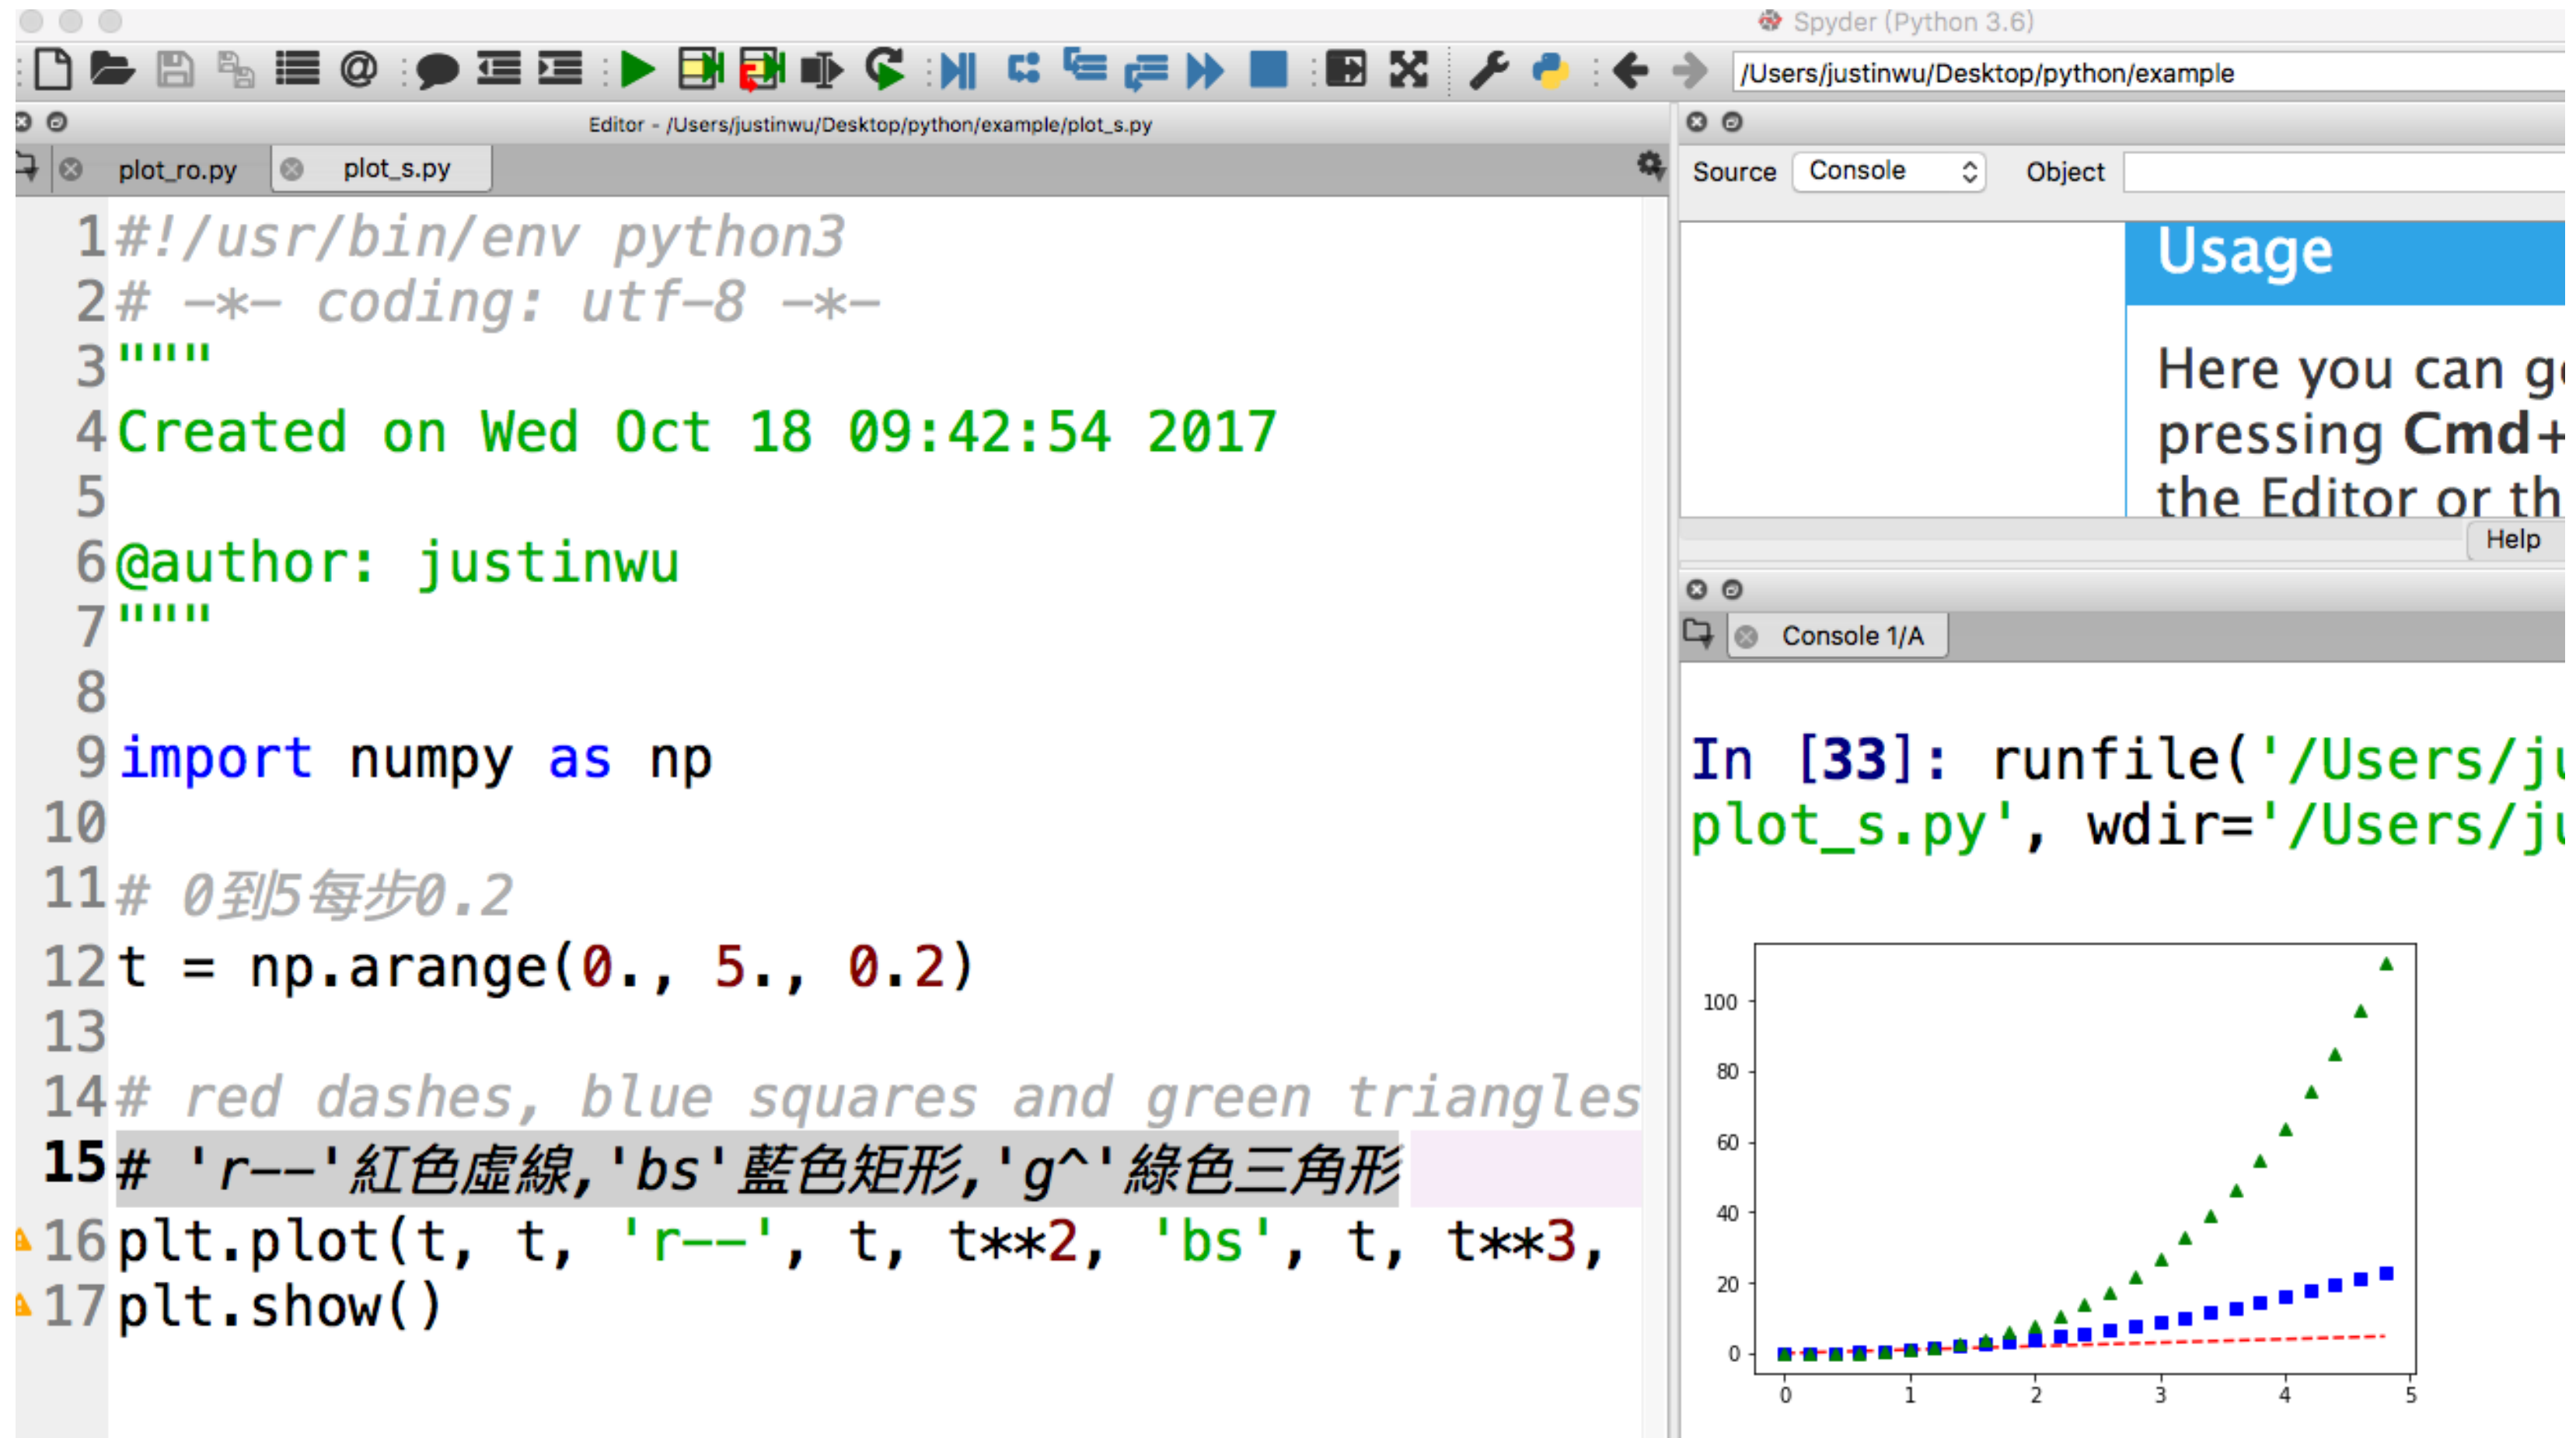 Spyder (Python 3.6)
/Users/justinwu/Desktop/python/example
Editor - /Users/justinwu/Desktop/python/example/plot_s.py
plot_ro.py
plot_s.py
1 #!/usr/bin/env python3
2 # -*- coding: utf-8 -*-
3 """
4 Created on Wed Oct 18 09:42:54 2017
5
6 @author: justinwu
7 """
8
9 import numpy as np
10
11 # 0到5每步0.2
12 t = np.arange(0., 5., 0.2)
13
14 # red dashes, blue squares and green triangles
15 # 'r--'紅色虛線,'bs'藍色矩形,'g^'綠色三角形
16 plt.plot(t, t, 'r--', t, t**2, 'bs', t, t**3,
17 plt.show()
Source Console Object
Usage
Here you can
pressing Cmd+
the Editor or
Help
Console 1/A
In [33]: runfile('/Users/
plot_s.py', wdir='/Users/
100
80
60
40
20
0
0 1 2 3 4 5